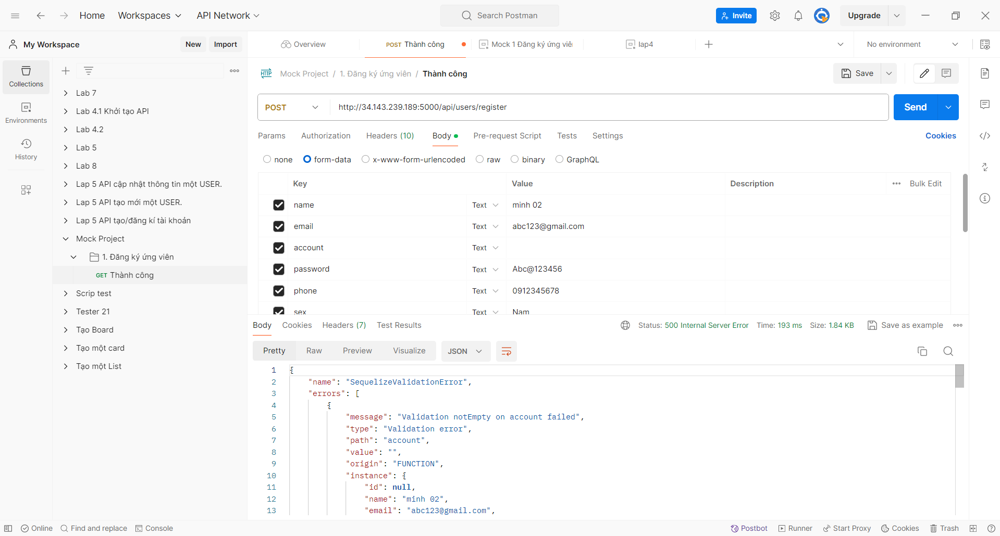 Home Workspaces API Network Search Postman Invite Upgrade
My Workspace New Import Overview POST Thành công Mock 1 Đăng ký ứng viê lap4 No environment
Collections
Environments
History
Lab 7
Lab 4.1 Khởi tạo API
Lab 4.2
Lab 5
Lab 8
Lap 5 API cập nhật thông tin một USER.
Lap 5 API tạo mới một USER.
Lap 5 API tạo/đăng kí tài khoản
Mock Project
1. Đăng ký ứng viên
GET Thành công
Scrip test
Tester 21
Tạo Board
Tạo một card
Tạo một List
HTTP Mock Project / 1. Đăng ký ứng viên / Thành công Save
POST http://34.143.239.189:5000/api/users/register Send
Params Authorization Headers (10) Body Pre-request Script Tests Settings Cookies
none form-data x-www-form-urlencoded raw binary GraphQL
Key Value Description Bulk Edit
name Text minh 02
email Text abc123@gmail.com
account Text
password Text Abc@123456
phone Text 0912345678
sex Text Nam
Body Cookies Headers (7) Test Results Status: 500 Internal Server Error Time: 193 ms Size: 1.84 KB Save as example
Pretty Raw Preview Visualize JSON
1 {
2 "name": "SequelizeValidationError",
3 "errors": [
4 {
5 "message": "Validation notEmpty on account failed",
6 "type": "Validation error",
7 "path": "account",
8 "value": "",
9 "origin": "FUNCTION",
10 "instance": {
11 "id": null,
12 "name": "minh 02",
13 "email": "abc123@gmail.com",
Online Find and replace Console Postbot Runner Start Proxy Cookies Trash